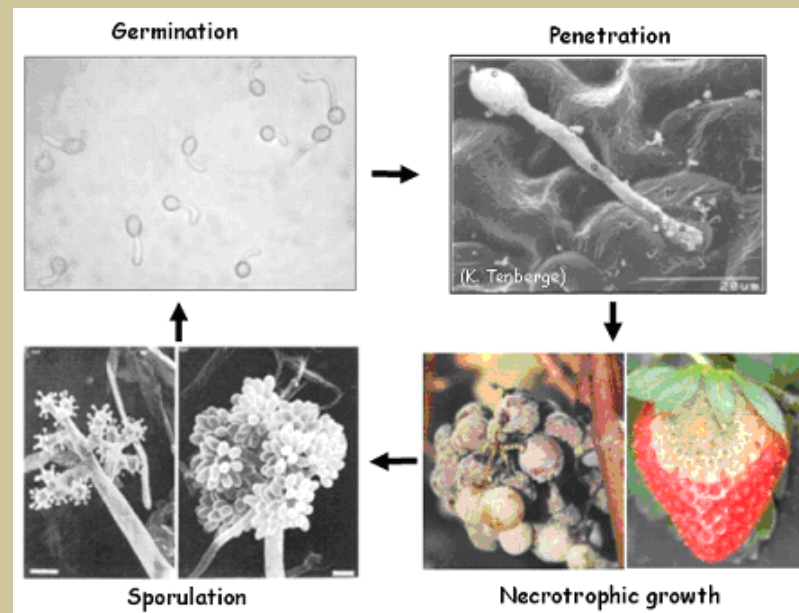 Germination
Penetration
(K. Tenberge)
20um
Sporulation
Necrotrophic growth